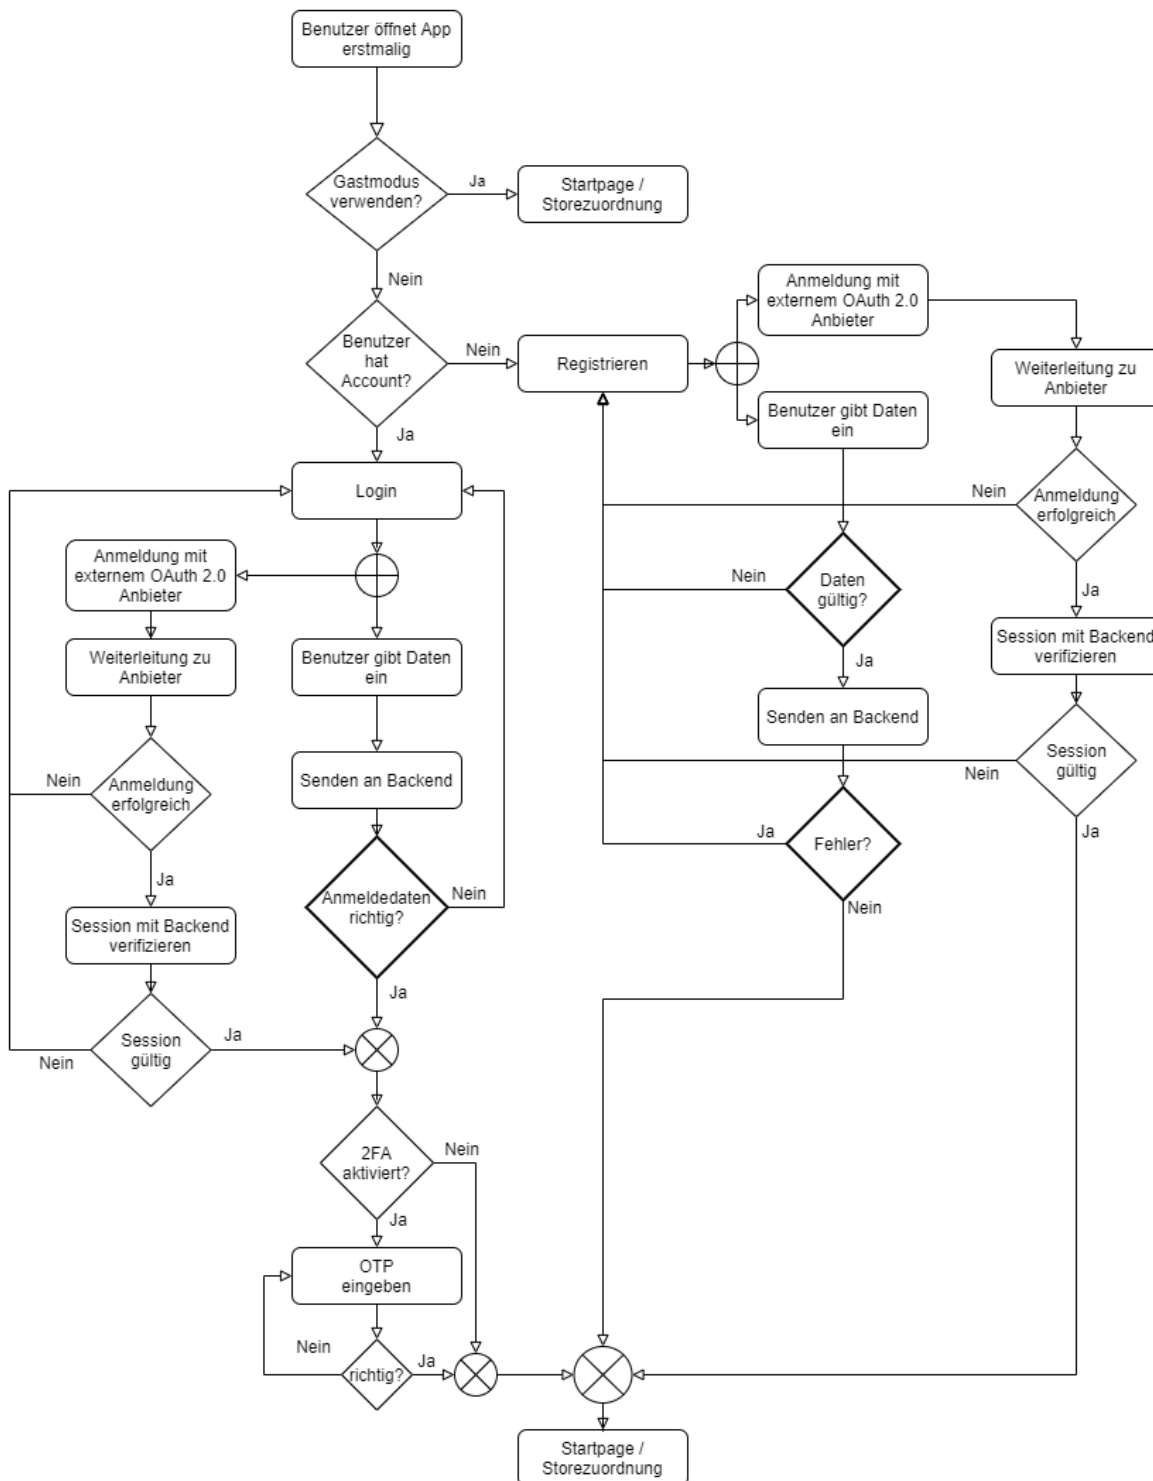 Benutzer öffnet App
erstmalig
Gastmodus
verwenden?
Ja
Startpage /
Storezuordnung
Nein
Benutzer
hat
Account?
Nein
Registrieren
Anmeldung mit
externem OAuth 2.0
Anbieter
Weiterleitung zu
Anbieter
Benutzer gibt Daten
ein
Ja
Login
Nein
Anmeldung
erfolgreich
Anmeldung mit
externem OAuth 2.0
Anbieter
Nein
Daten
gültig?
Ja
Weiterleitung zu
Anbieter
Benutzer gibt Daten
ein
Ja
Session mit Backend
verifizieren
Senden an Backend
Nein
Anmeldung
erfolgreich
Senden an Backend
Nein
Session
gültig
Ja
Fehler?
Ja
Ja
Anmeldedaten
richtig?
Nein
Nein
Session mit Backend
verifizieren
Ja
Session
gültig
Ja
Nein
2FA
aktiviert?
Nein
Ja
OTP
eingeben
Nein
richtig?
Ja
Startpage /
Storezuordnung